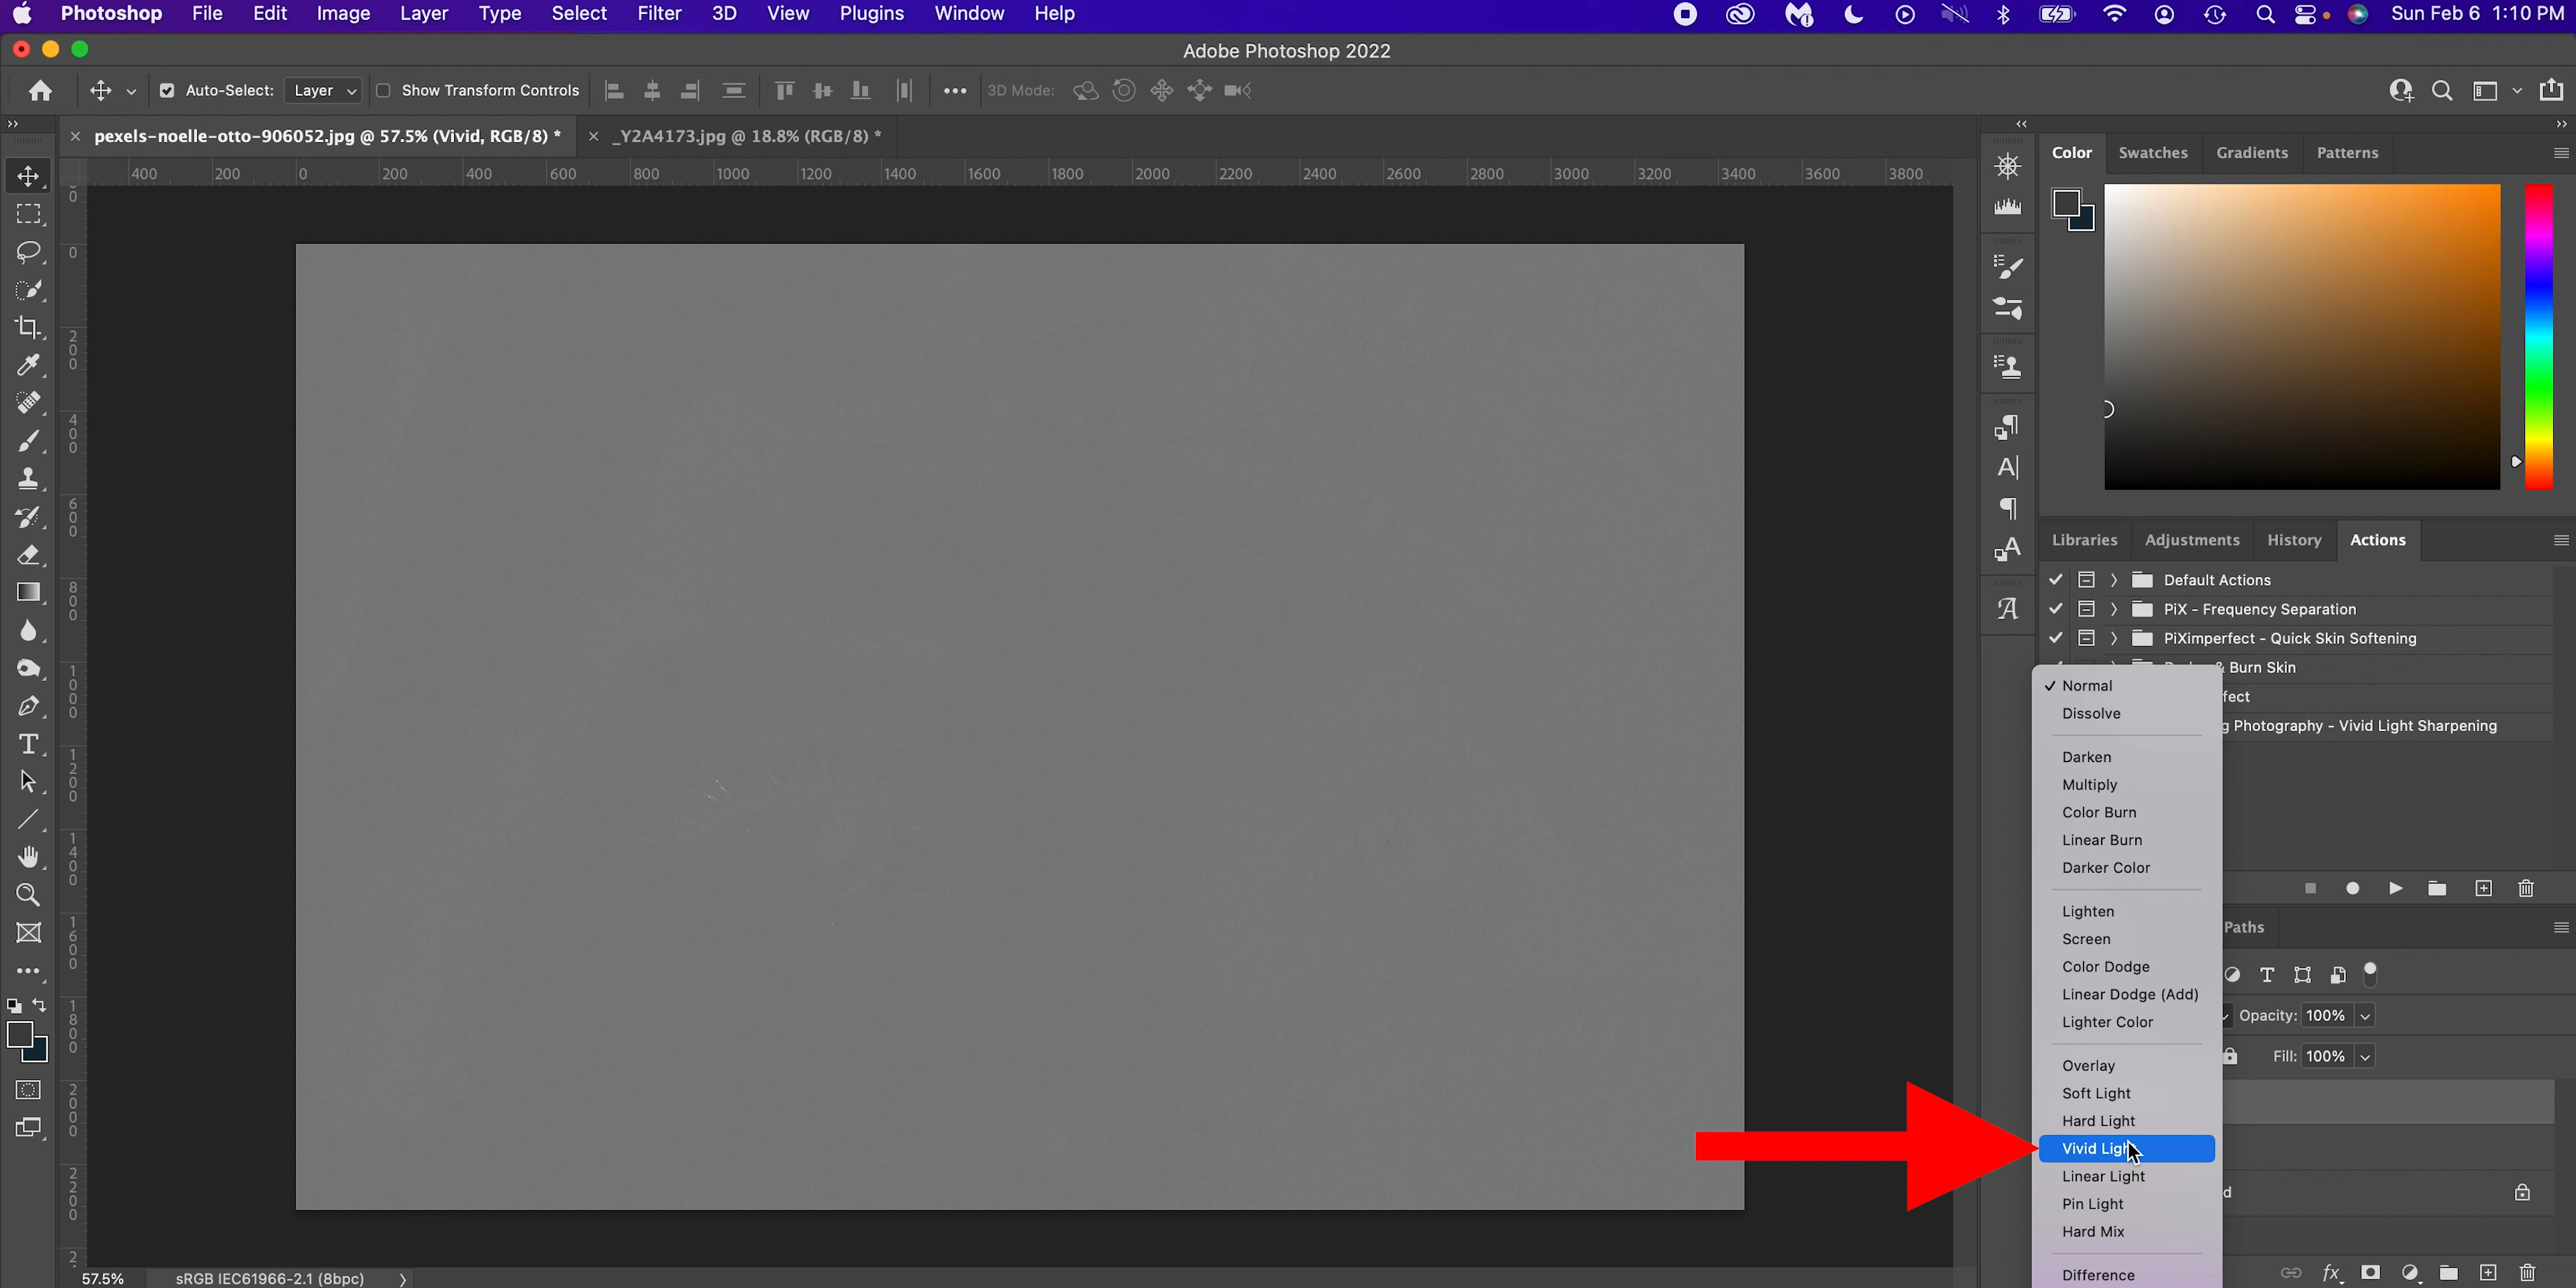 Photoshop File Edit Image Layer Type Select Filter 3D View Plugins Window Help Sun Feb 6 1:10 PM
Adobe Photoshop 2022
Auto-Select: Layer Show Transform Controls 3D Mode:
pexels-noelle-otto-906052.jpg @ 57.5% (Vivid, RGB/8) * _Y2A4173.jpg @ 18.8% (RGB/8) *
400 200 0 200 400 600 800 1000 1200 1400 1600 1800 2000 2200 2400 2600 2800 3000 3200 3400 3600 3800
0
0
200
400
600
800
1000
1200
1400
1600
1800
2000
2200
2
Color Swatches Gradients Patterns
Libraries Adjustments History Actions
Default Actions
PiX - Frequency Separation
PiXimperfect - Quick Skin Softening
& Burn Skin
fect
g Photography - Vivid Light Sharpening
Normal
Dissolve
Darken
Multiply
Color Burn
Linear Burn
Darker Color
Lighten
Screen
Color Dodge
Linear Dodge (Add)
Lighter Color
Overlay
Soft Light
Hard Light
Vivid Light
Linear Light
Pin Light
Hard Mix
Difference
Paths
Opacity: 100%
Fill: 100%
d
57.5% sRGB IEC61966-2.1 (8bpc)